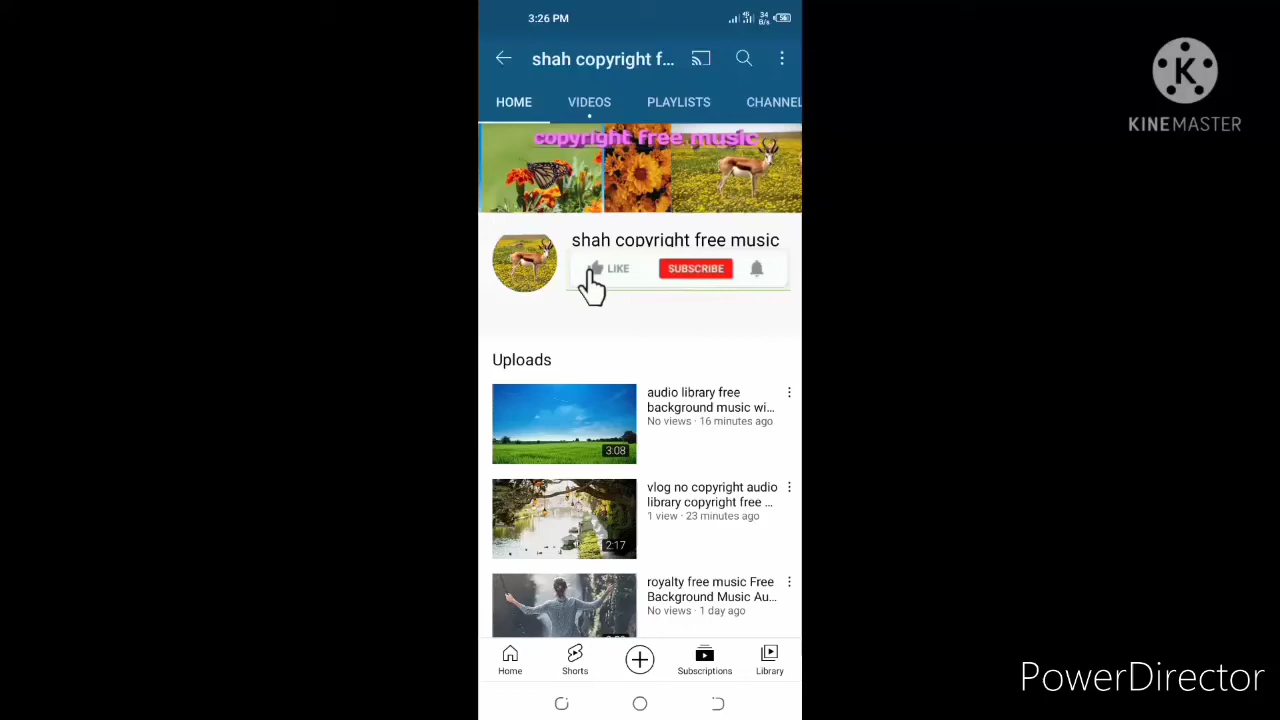 3:26 PM
34
B/s
56
shah copyright f...
HOME
VIDEOS
PLAYLISTS
CHANNEL
copyright free music
shah copyright free music
LIKE
SUBSCRIBE
Uploads
audio library free
background music wi...
No views · 16 minutes ago
3:08
vlog no copyright audio
library copyright free ...
1 view · 23 minutes ago
2:17
royalty free music Free
Background Music Au...
No views · 1 day ago
Home
Shorts
Subscriptions
Library
K
KINEMASTER
PowerDirector